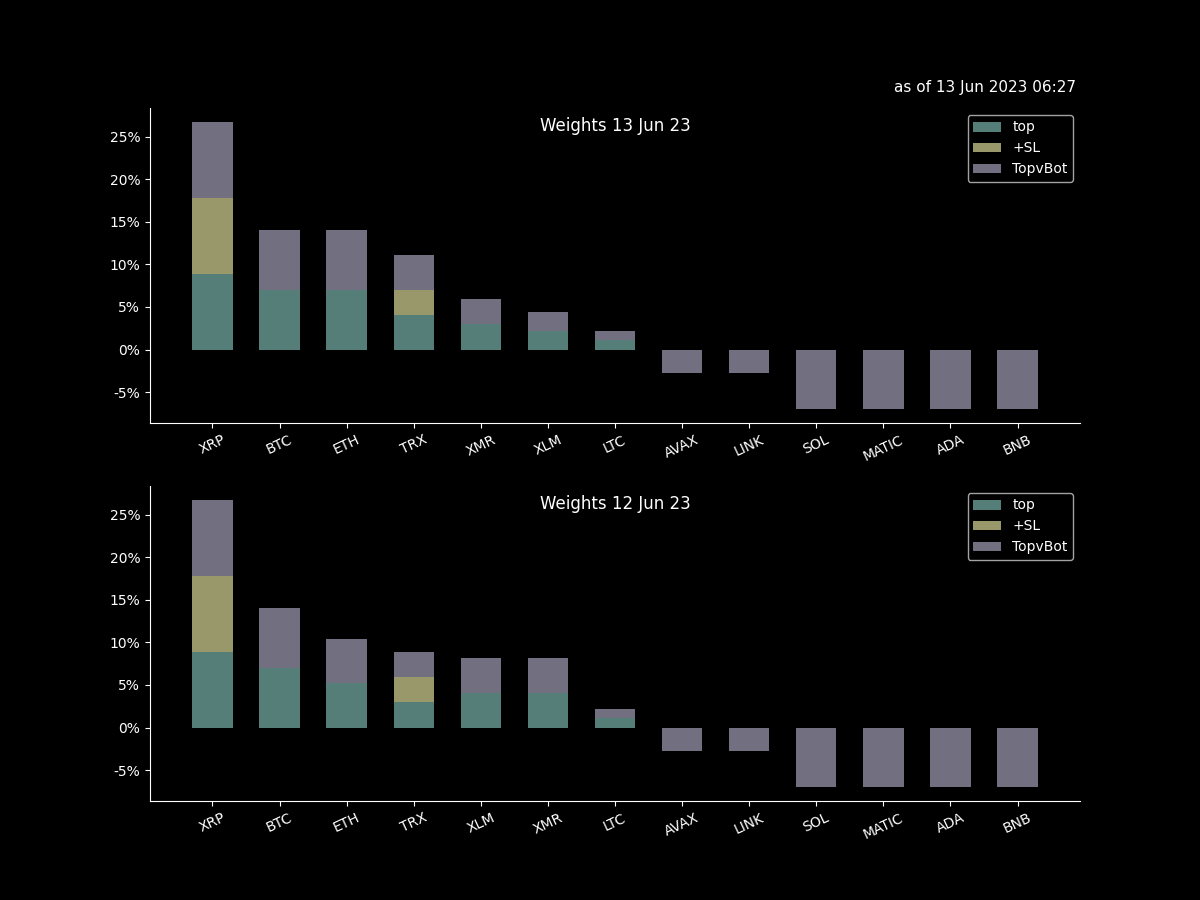 as of 13 Jun 2023 06:27
Weights 13 Jun 23
top
+SL
TopvBot
25%
20%
15%
10%
5%
0%
-5%
XRP BTC ETH TRX XMR XLM LTC AVAX LINK SOL MATIC ADA BNB
Weights 12 Jun 23
top
+SL
TopvBot
25%
20%
15%
10%
5%
0%
-5%
XRP BTC ETH TRX XLM XMR LTC AVAX LINK SOL MATIC ADA BNB